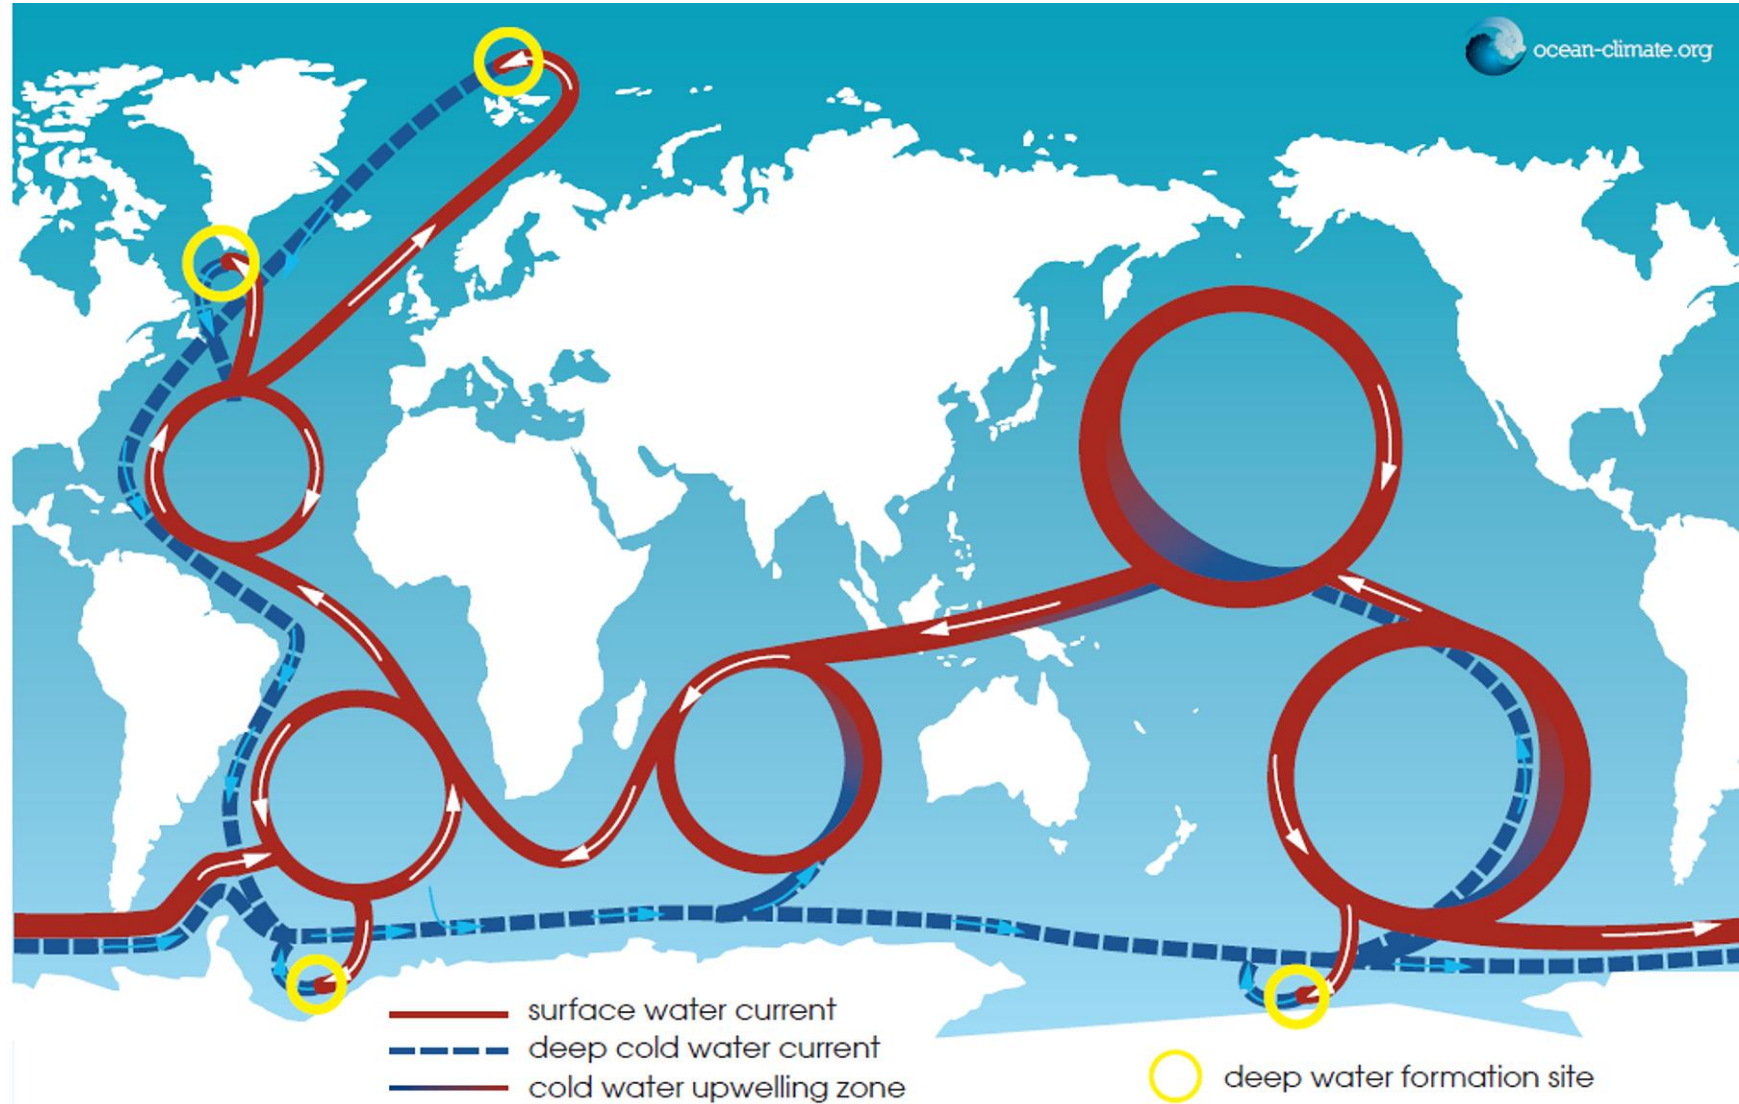 ocean-climate.org
surface water current
deep cold water current
cold water upwelling zone
deep water formation site